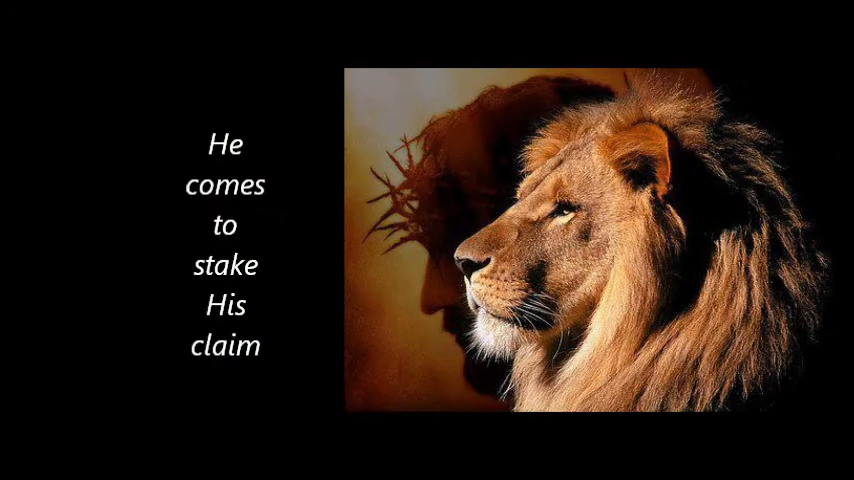 He
comes
to
stake
His
claim